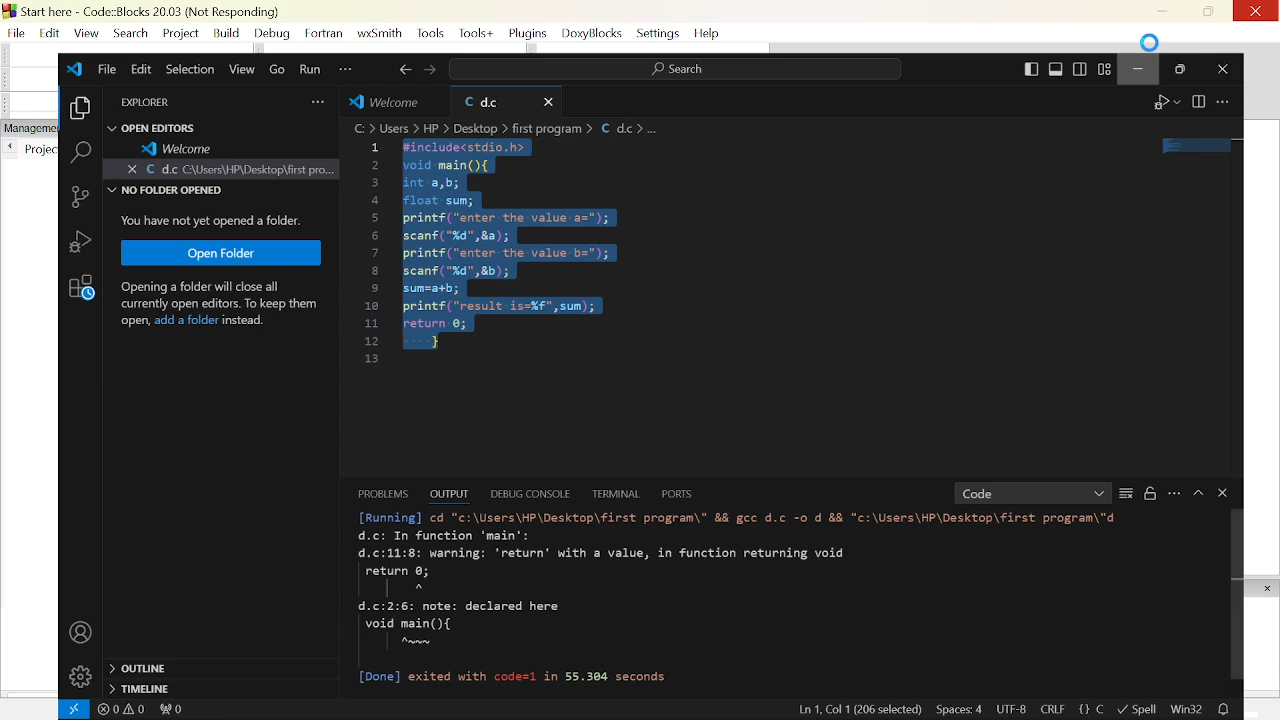 Start here - Code::Blocks 20.03 (Not Responding)
File Edit View Search Project Build Debug Fortran wxSmith Tools Tools+ Plugins DoxyBlocks Settings Help
File Edit Selection View Go Run ··· Search
EXPLORER ···
Welcome
d.c
C: > Users > HP > Desktop > first program > C d.c > ...
OPEN EDITORS
Welcome
C d.c C:\Users\HP\Desktop\first pro...
NO FOLDER OPENED
You have not yet opened a folder.
Open Folder
Opening a folder will close all
currently open editors. To keep them
open, add a folder instead.
OUTLINE
TIMELINE
Management
Projec
1 #include<stdio.h>
2 void main(){
3 int a,b;
4 float sum;
5 printf("enter the value a=");
6 scanf("%d",&a);
7 printf("enter the value b=");
8 scanf("%d",&b);
9 sum=a+b;
10 printf("result is=%f",sum);
11 return 0;
12 }
13
PROBLEMS OUTPUT DEBUG CONSOLE TERMINAL PORTS
Code
[Running] cd "c:\Users\HP\Desktop\first program\" && gcc d.c -o d && "c:\Users\HP\Desktop\first program\"d
d.c: In function 'main':
d.c:11:8: warning: 'return' with a value, in function returning void
return 0;
^
d.c:2:6: note: declared here
void main(){
^~~~
[Done] exited with code=1 in 55.304 seconds
0 0 0
Ln 1, Col 1 (206 selected) Spaces: 4 UTF-8 CRLF {} C Spell Win32